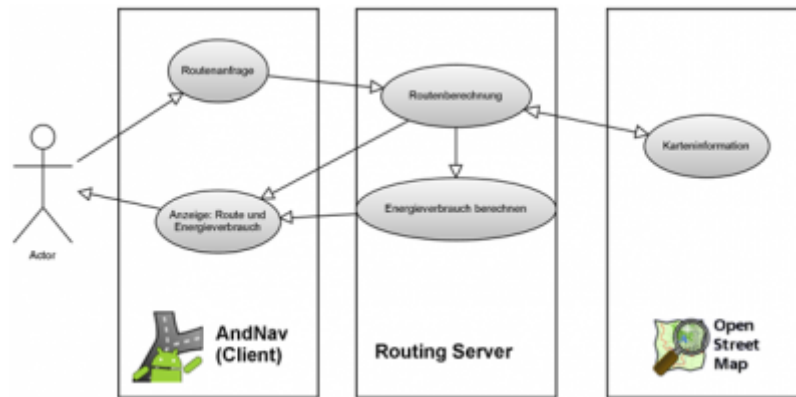 Routenanfrage
Routenberechnung
Karteninformation
Actor
Anzeige: Route und
Energieverbrauch
Energieverbrauch berechnen
AndNav
(Client)
Routing Server
Open
Street
Map